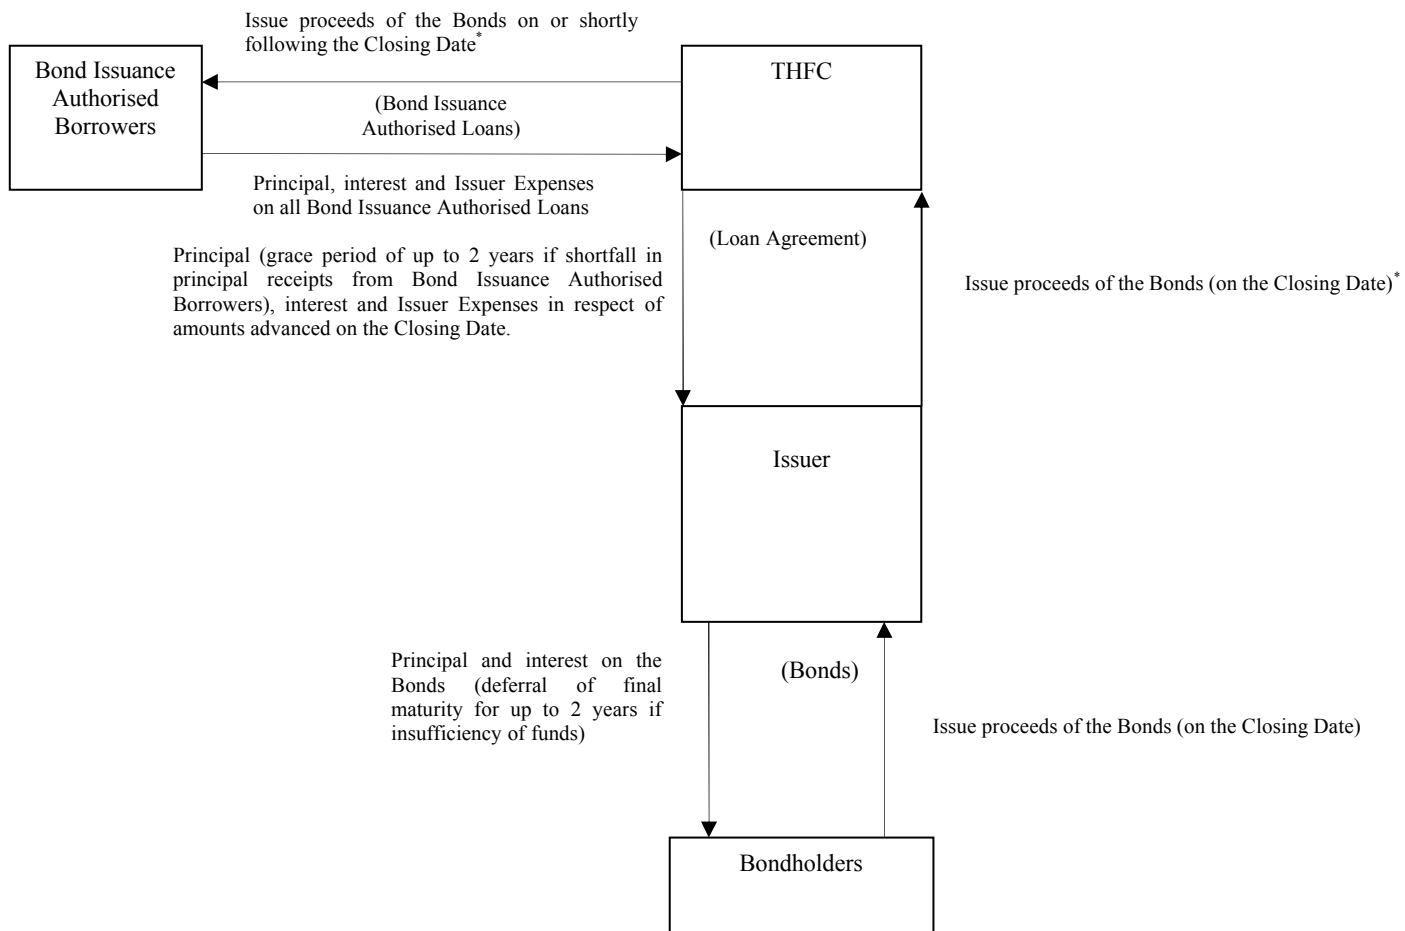 Issue proceeds of the Bonds on or shortly
following the Closing Date*
Bond Issuance
Authorised
Borrowers
THFC
(Bond Issuance
Authorised Loans)
Principal, interest and Issuer Expenses
on all Bond Issuance Authorised Loans
(Loan Agreement)
Principal (grace period of up to 2 years if shortfall in
principal receipts from Bond Issuance Authorised
Borrowers), interest and Issuer Expenses in respect of
amounts advanced on the Closing Date.
Issue proceeds of the Bonds (on the Closing Date)*
Issuer
Principal and interest on the
Bonds (deferral of final
maturity for up to 2 years if
insufficiency of funds)
(Bonds)
Issue proceeds of the Bonds (on the Closing Date)
Bondholders